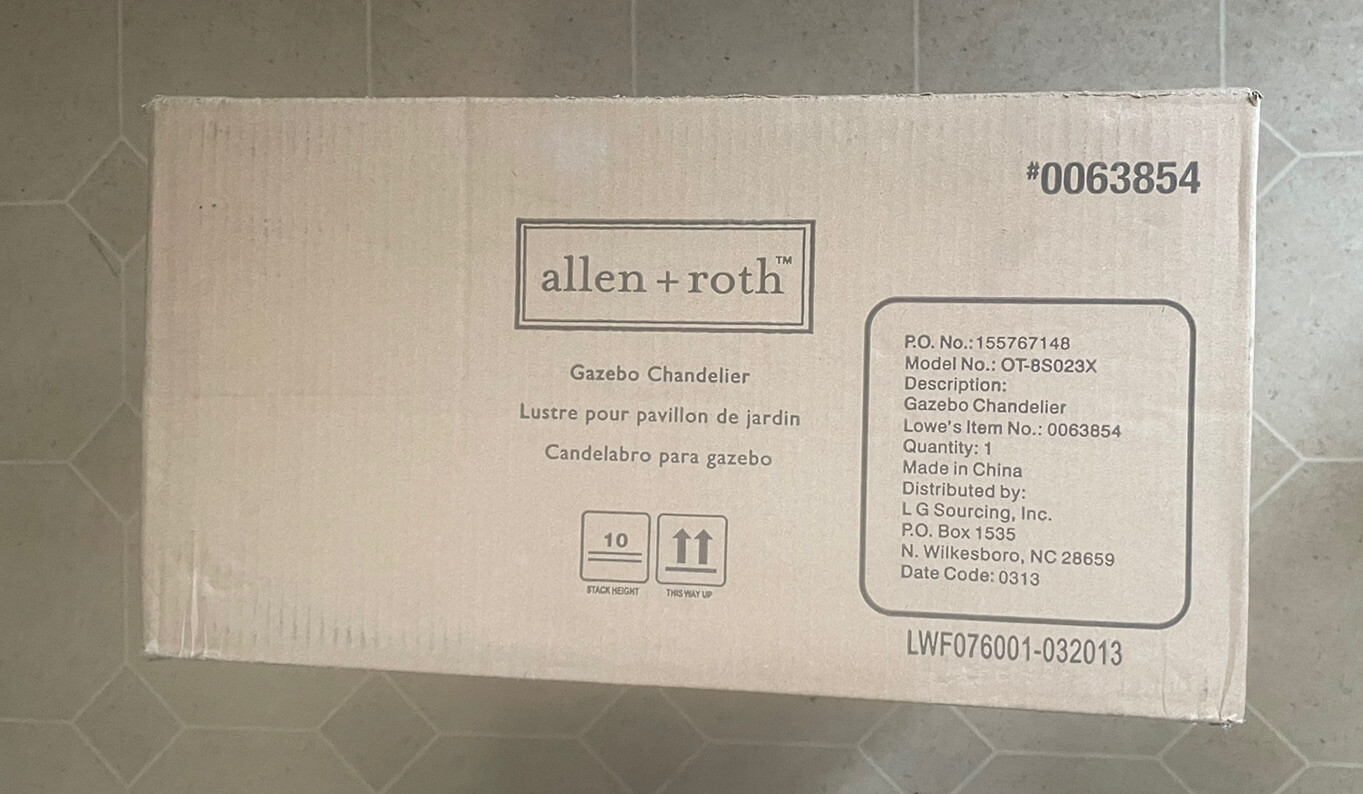 #0063854
allen + roth™
Gazebo Chandelier
Lustre pour pavillon de jardin
Candelabro para gazebo
10
STACK HEIGHT
THIS WAY UP
P.O. No.: 155767148
Model No.: OT-8S023X
Description:
Gazebo Chandelier
Lowe's Item No.: 0063854
Quantity: 1
Made in China
Distributed by:
L G Sourcing, Inc.
P.O. Box 1535
N. Wilkesboro, NC 28659
Date Code: 0313
LWF076001-032013